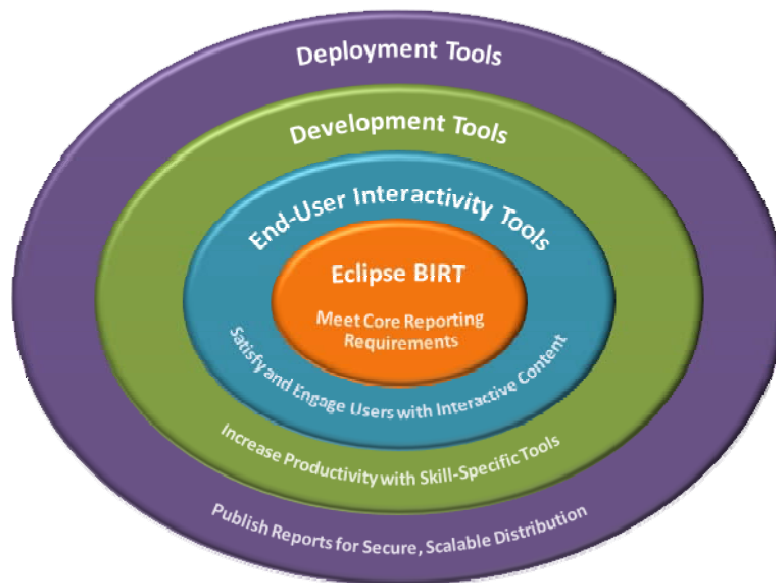 Deployment Tools
Development Tools
End-User Interactivity Tools
Eclipse BIRT
Meet Core Reporting
Requirements
Satisfy and Engage Users with Interactive Content
Increase Productivity with Skill-Specific Tools
Publish Reports for Secure, Scalable Distribution